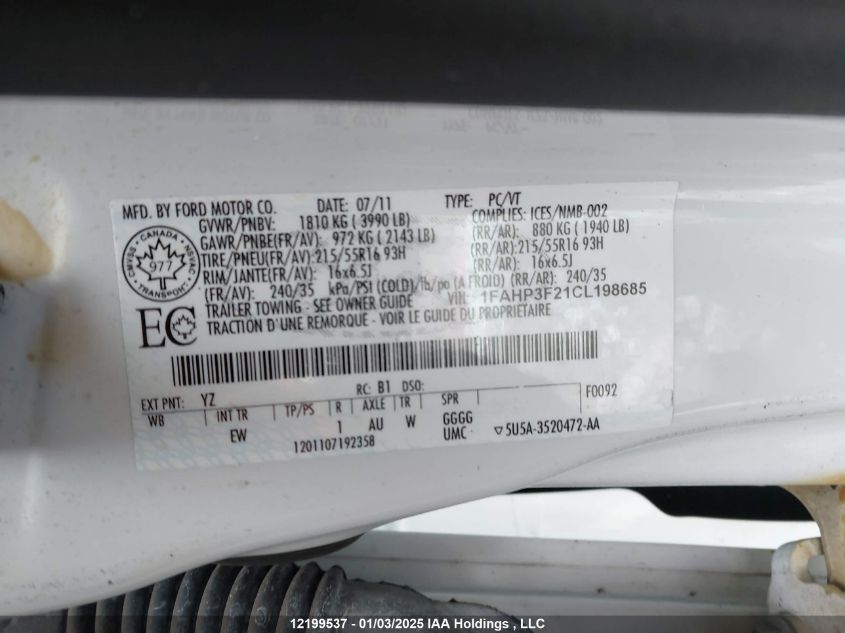 MFD. BY FORD MOTOR CO. DATE: 07/11 TYPE: PC/VT
GVWR/PNBV: 1810 KG ( 3990 LB) COMPLIES: ICES/NMB-002
GAWR/PNBE(FR/AV): 972 KG ( 2143 LB) (RR/AR): 880 KG ( 1940 LB)
TIRE/PNEU(FR/AV): 215/55R16 93H (RR/AR): 215/55R16 93H
RIM/JANTE(FR/AV): 16x6.5J (RR/AR): 16x6.5J
(FR/AV): 240/35 kPa/PSI (COLD)/lb/po (A FROID) (RR/AR): 240/35
TRAILER TOWING - SEE OWNER GUIDE VIN: 1FAHP3F21CL198685
TRACTION D'UNE REMORQUE - VOIR LE GUIDE DU PROPRIETAIRE
CANADA
CMVSS NSVAC
977
TRANSPORT
EC
EXT PNT: YZ RC: B1 DSO: F0092
WB INT TR TP/PS R AXLE TR SPR
EW 1 AU W GGGG
UMC
1201107192358 5U5A-3520472-AA
12199537 - 01/03/2025 IAA Holdings , LLC